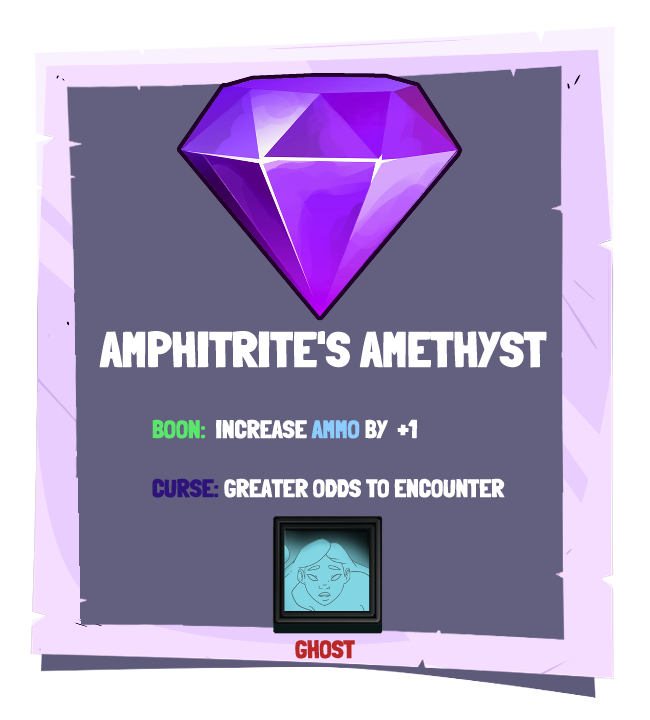 AMPHITRITE'S AMETHYST
BOON: INCREASE AMMO BY +1
CURSE: GREATER ODDS TO ENCOUNTER
GHOST